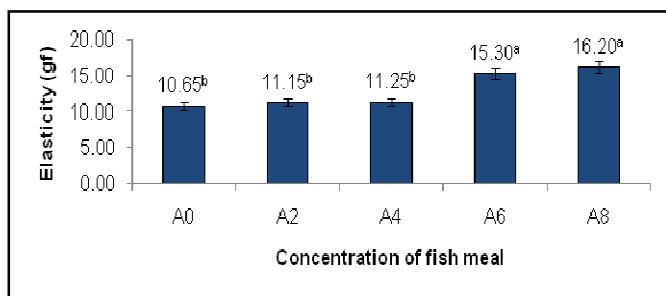 Elasticity (gf)
20.00
15.00
10.00
5.00
0.00
10.65ᵇ
11.15ᵇ
11.25ᵇ
15.30ᵃ
16.20ᵃ
A0 A2 A4 A6 A8
Concentration of fish meal